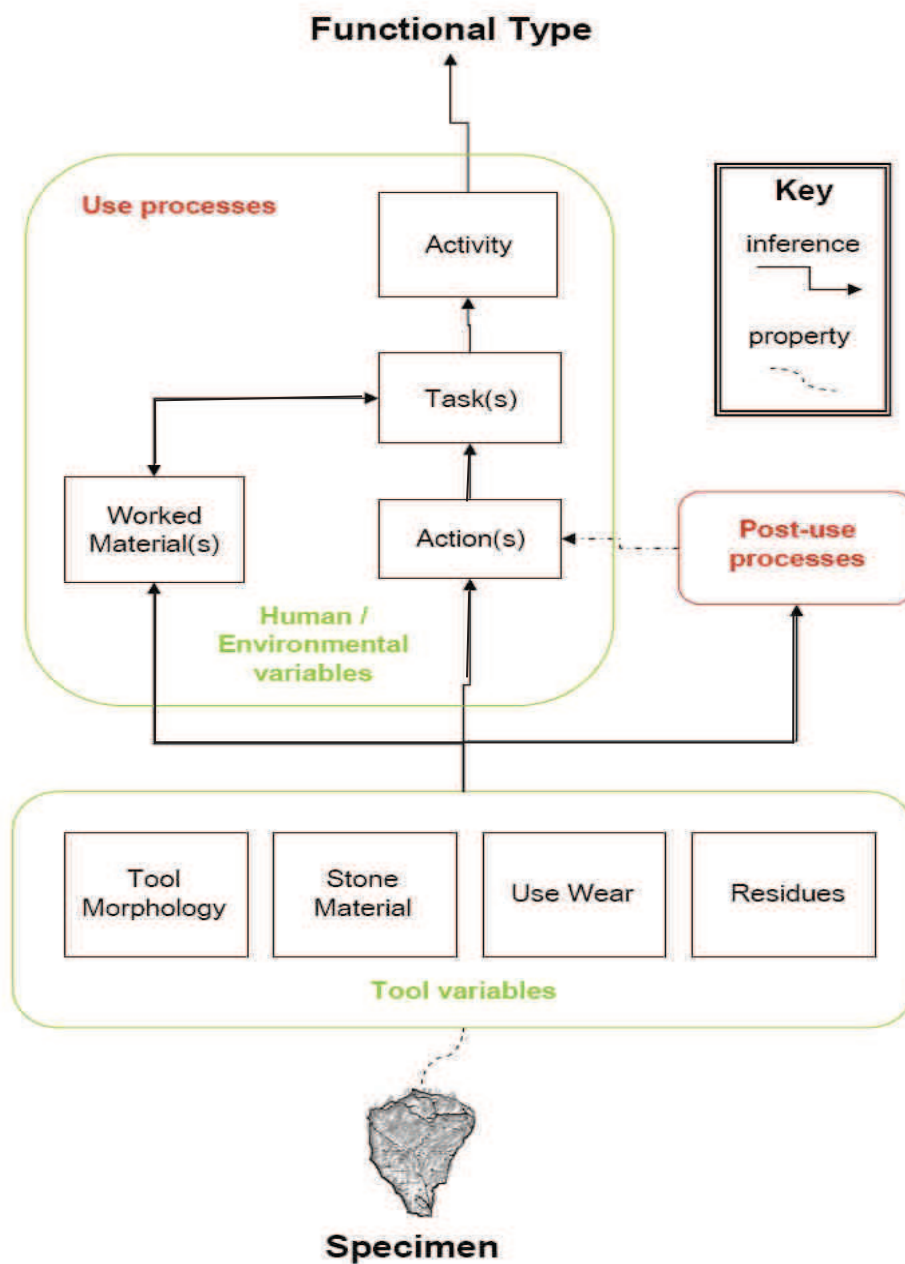 Functional Type
Use processes
Activity
Key
inference
property
Task(s)
Worked
Material(s)
Action(s)
Post-use
processes
Human /
Environmental
variables
Tool
Morphology
Stone
Material
Use Wear
Residues
Tool variables
Specimen